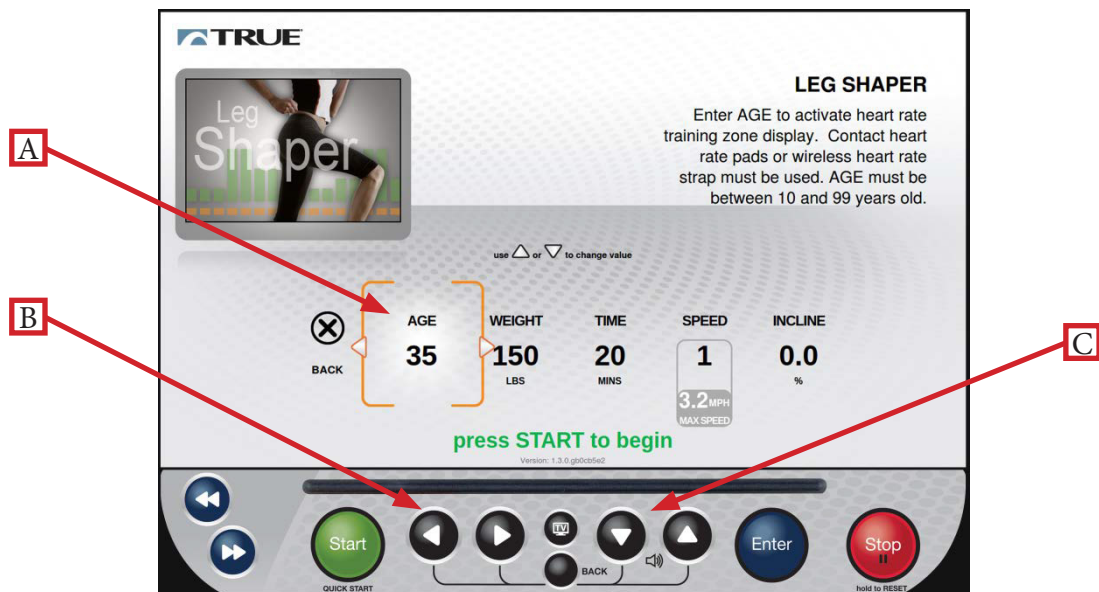 TRUE
LEG SHAPER
Leg
Shaper
Enter AGE to activate heart rate
training zone display. Contact heart
rate pads or wireless heart rate
strap must be used. AGE must be
between 10 and 99 years old.
A
use or to change value
B
C
BACK
AGE
35
WEIGHT
150
LBS
TIME
20
MINS
SPEED
1
3.2 MPH
MAX SPEED
INCLINE
0.0
%
press START to begin
Version: 1.3.0.gb0cb5e2
Start
QUICK START
TV
BACK
Enter
Stop
hold to RESET